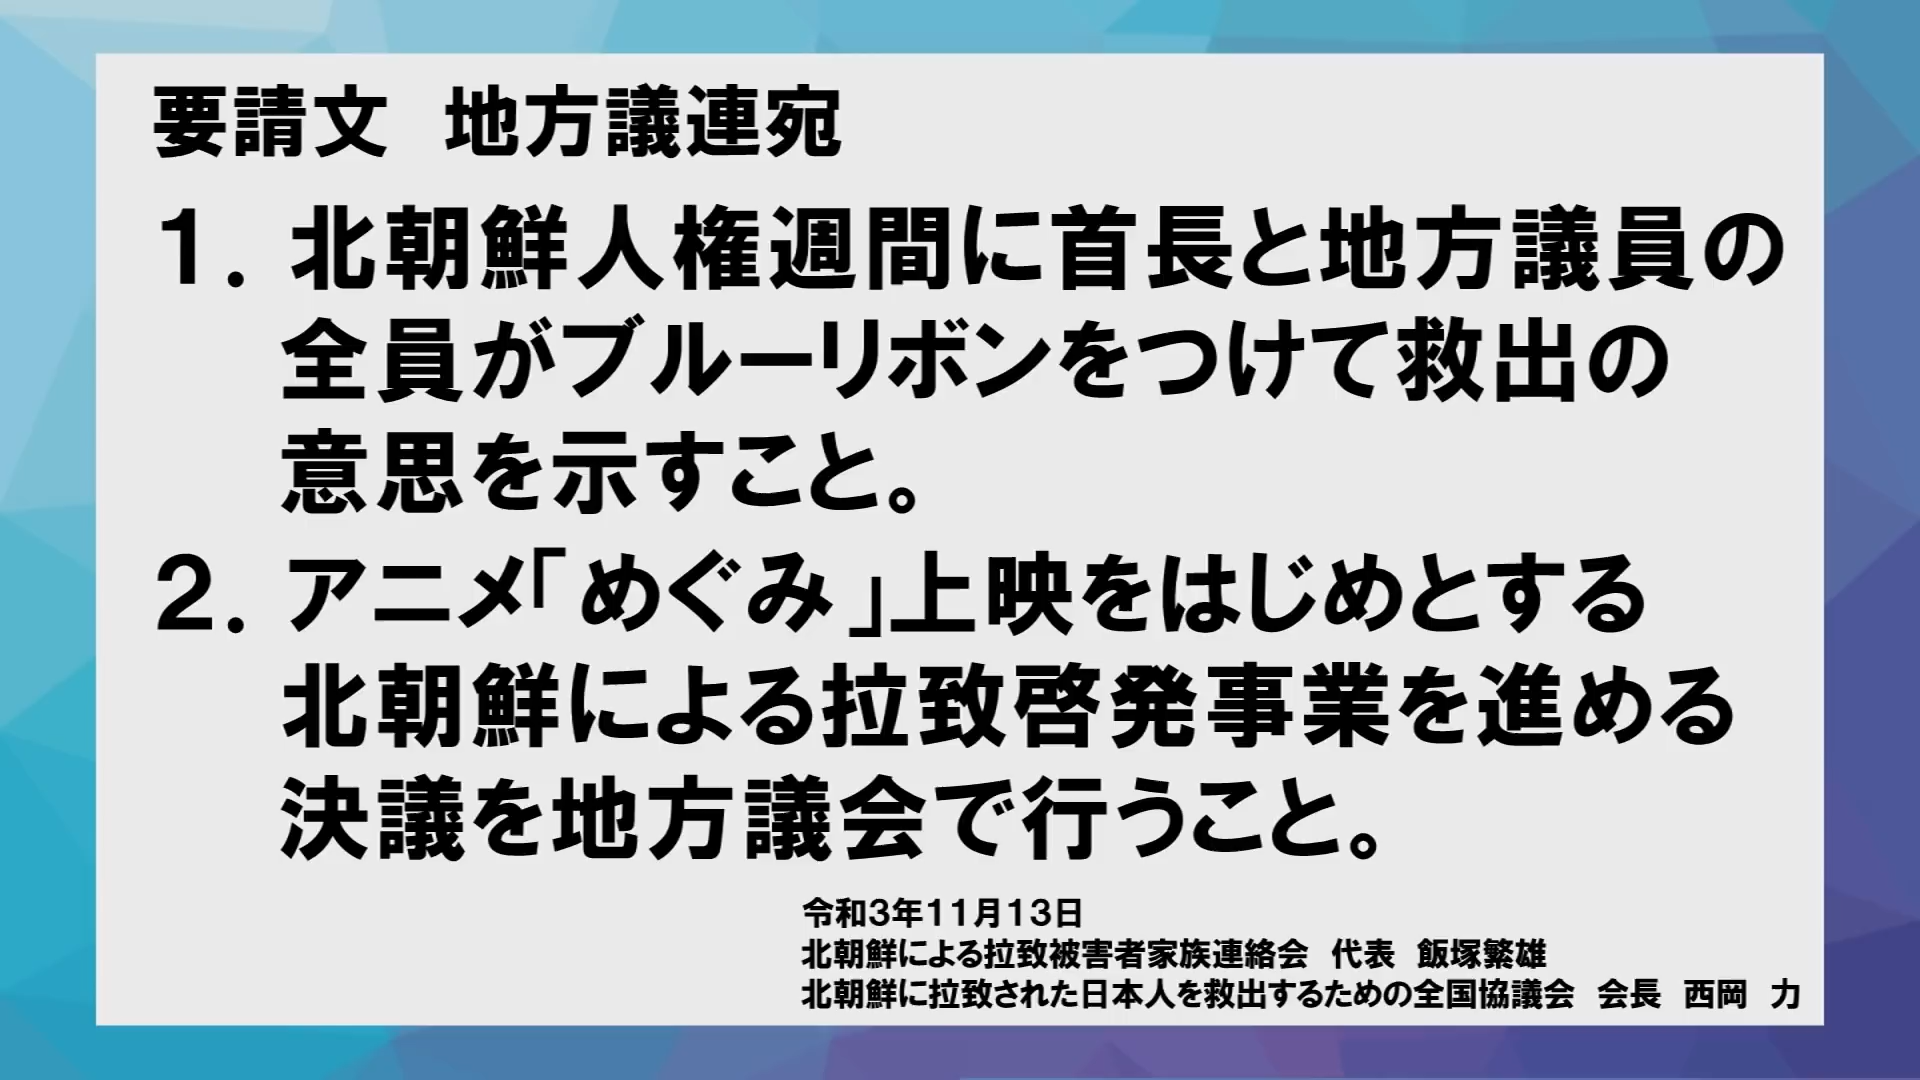 要請文　地方議連宛
１．北朝鮮人権週間に首長と地方議員の
全員がブルーリボンをつけて救出の
意思を示すこと。
２．アニメ「めぐみ」上映をはじめとする
北朝鮮による拉致啓発事業を進める
決議を地方議会で行うこと。
令和３年１１月１３日
北朝鮮による拉致被害者家族連絡会　代表　飯塚繁雄
北朝鮮に拉致された日本人を救出するための全国協議会　会長　西岡　力